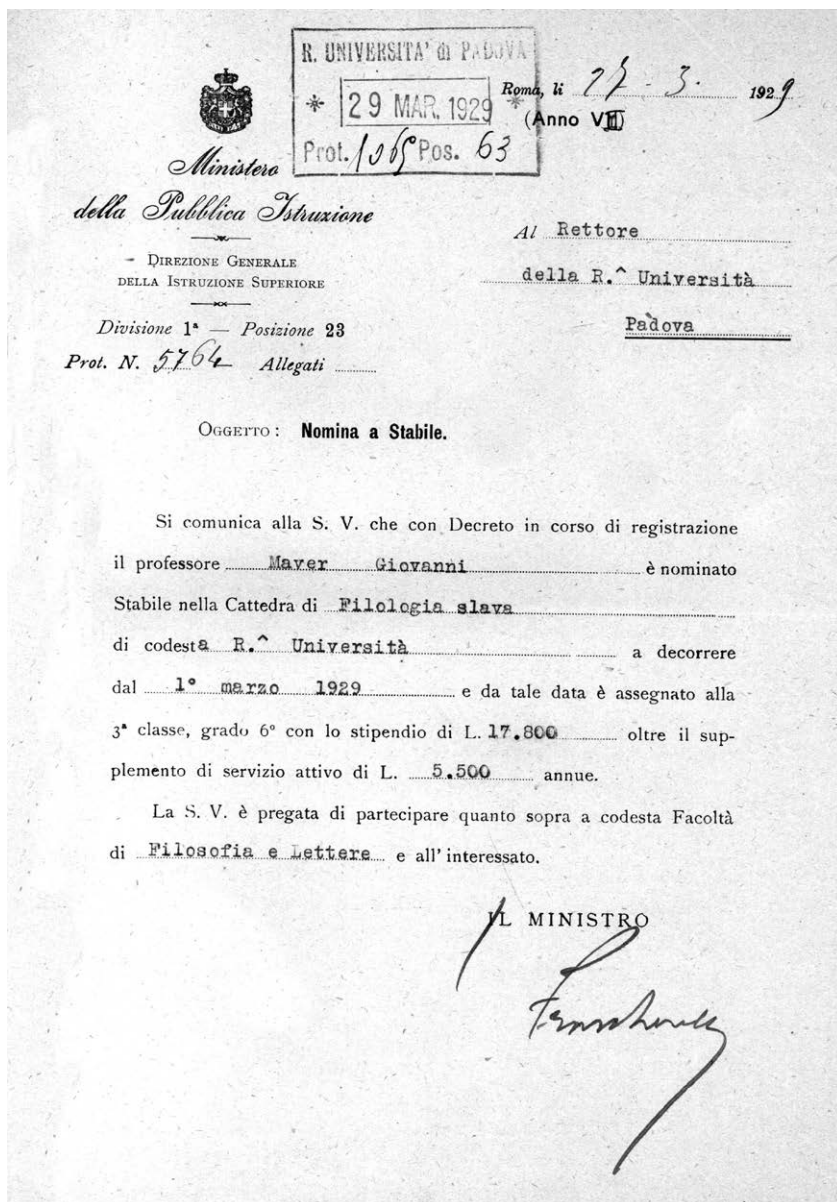 R. UNIVERSITA' di PADOVA
* 29 MAR. 1929 *
Prot. 1065 Pos. 63
Roma, li 27 - 3 - 1929
(Anno VII)
Ministero
della Pubblica Istruzione
- DIREZIONE GENERALE
DELLA ISTRUZIONE SUPERIORE
Divisione 1ª — Posizione 23
Prot. N. 5764 Allegati
Al Rettore
della R.^ Università
Padova
OGGETTO: Nomina a Stabile.
Si comunica alla S. V. che con Decreto in corso di registrazione
il professore Maver Giovanni è nominato
Stabile nella Cattedra di Filologia slava
di codesta R.^ Università a decorrere
dal 1° marzo 1929 e da tale data è assegnato alla
3ª classe, grado 6° con lo stipendio di L. 17.800 oltre il sup-
plemento di servizio attivo di L. 5.500 annue.
La S. V. è pregata di partecipare quanto sopra a codesta Facoltà
di Filosofia e Lettere e all'interessato.
IL MINISTRO